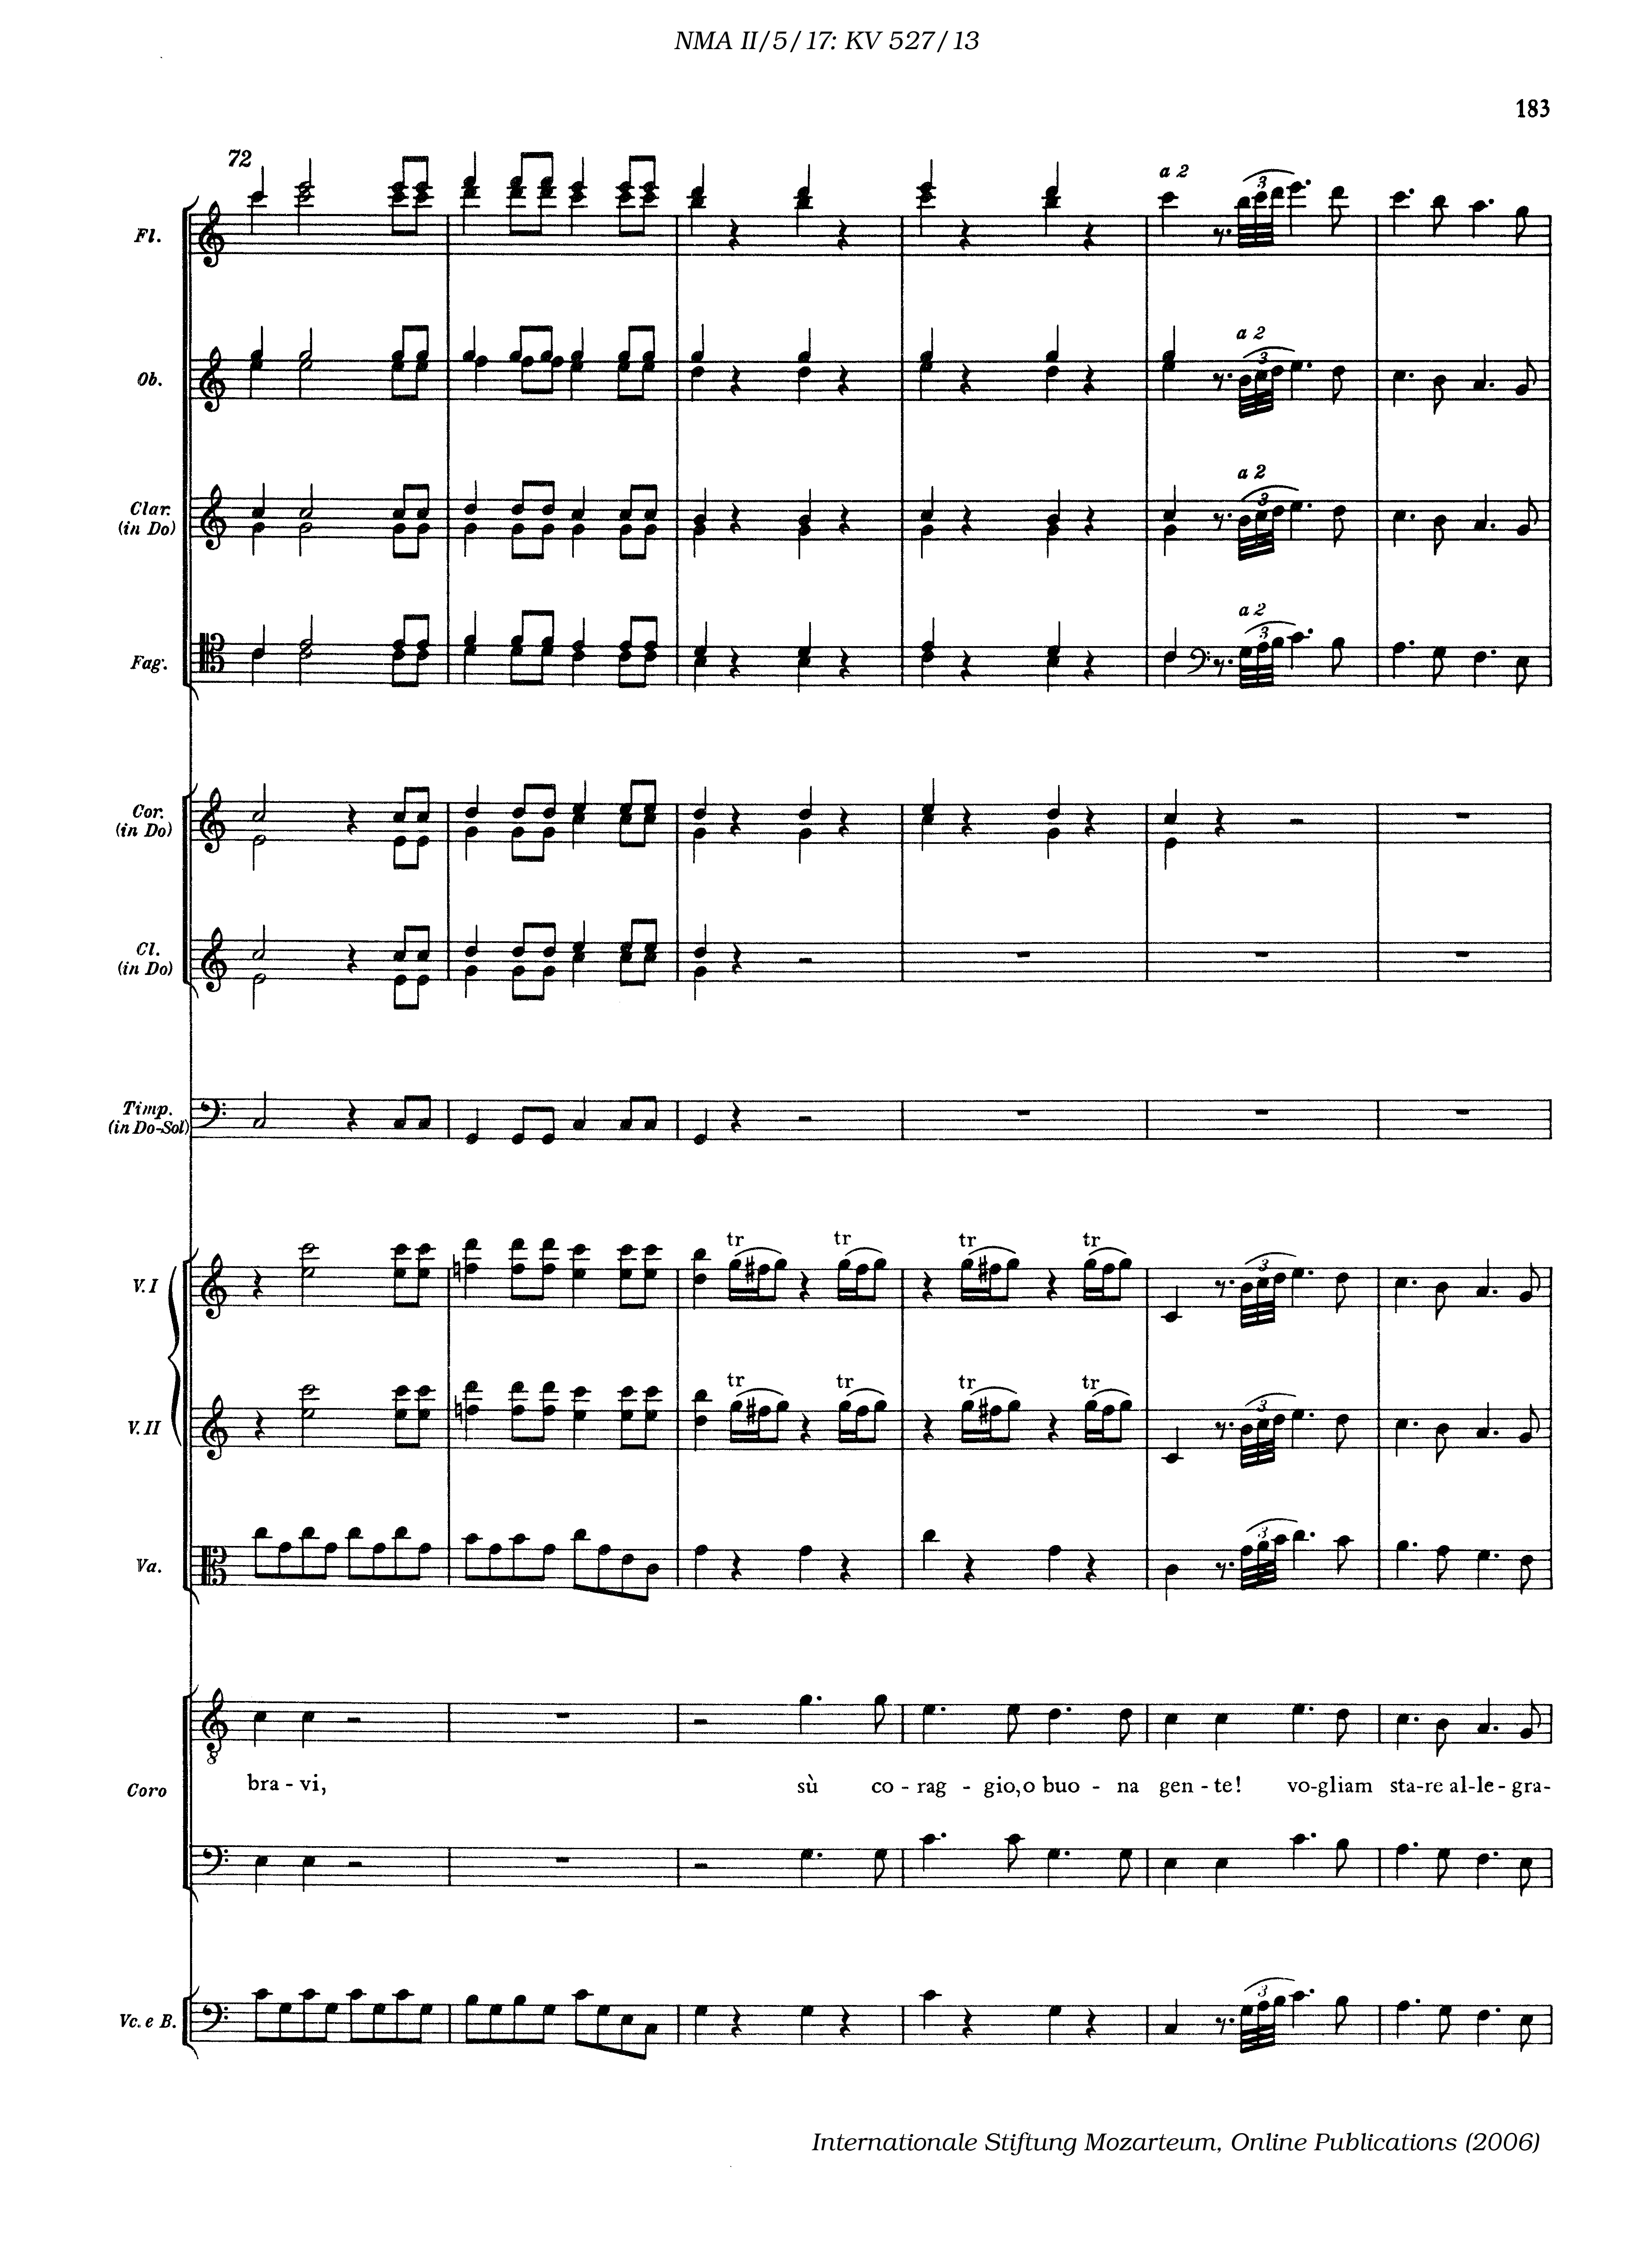 NMA II/5/17: KV 527/13
183
72
a 2
3
Fl.
a 2
3
Ob.
a 2
3
Clar.
(in Do)
a 2
3
Fag.
Cor.
(in Do)
Cl.
(in Do)
Timp.
(in Do-Sol)
tr tr tr tr
3
V. I
tr tr tr tr
3
V. II
3
Va.
8
bra - vi, sù co - rag - gio, o buo - na gen - te! vo-gliam sta-re al-le-gra-
Coro
3
Vc. e B.
Internationale Stiftung Mozarteum, Online Publications (2006)